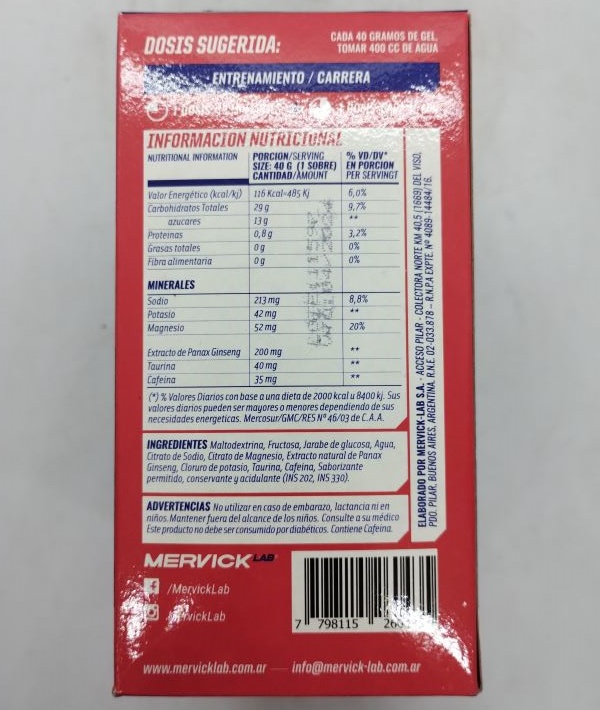 DOSIS SUGERIDA:
CADA 40 GRAMOS DE GEL,
TOMAR 400 CC DE AGUA
ENTRENAMIENTO / CARRERA
INFORMACION NUTRICIONAL
NUTRITIONAL INFORMATION PORCION/SERVING % VD/DV*
SIZE: 40 G (1 SOBRE) EN PORCION
CANTIDAD/AMOUNT PER SERVINGT
Valor Energético (kcal/kj) 116 Kcal=485 Kj 6,0%
Carbohidratos Totales 29 g 9,7%
azucares 13 g **
Proteinas 0,8 g 3,2%
Grasas totales 0 g 0%
Fibra alimentaria 0 g 0%
MINERALES
Sodio 213 mg 8,8%
Potasio 42 mg **
Magnesio 52 mg 20%
Extracto de Panax Ginseng 200 mg **
Taurina 40 mg **
Cafeina 35 mg **
(*) % Valores Diarios con base a una dieta de 2000 kcal u 8400 kj. Sus
valores diarios pueden ser mayores o menores dependiendo de sus
necesidades energeticas. Mercosur/GMC/RES Nº 46/03 de C.A.A.
ELABORADO POR MERVICK-LAB S.A. - ACCESO PILAR - COLECTORA NORTE KM 40,5 (1669) DEL VISO,
PDO. PILAR, BUENOS AIRES, ARGENTINA. R.N.E. 02-033.878 – R.N.P.A EXPTE. Nº 4089-14484/16.
INGREDIENTES Maltodextrina, Fructosa, Jarabe de glucosa, Agua,
Citrato de Sodio, Citrato de Magnesio, Extracto natural de Panax
Ginseng, Cloruro de potasio, Taurina, Cafeína, Saborizante
permitido, conservante y acidulante (INS 202, INS 330).
ADVERTENCIAS No utilizar en caso de embarazo, lactancia ni en
niños. Mantener fuera del alcance de los niños. Consulte a su médico
Este producto no debe ser consumido por diabéticos. Contiene Cafeína.
MERVICK LAB
/MervickLab
/MervickLab
7 798115
www.mervicklab.com.ar — info@mervick-lab.com.ar